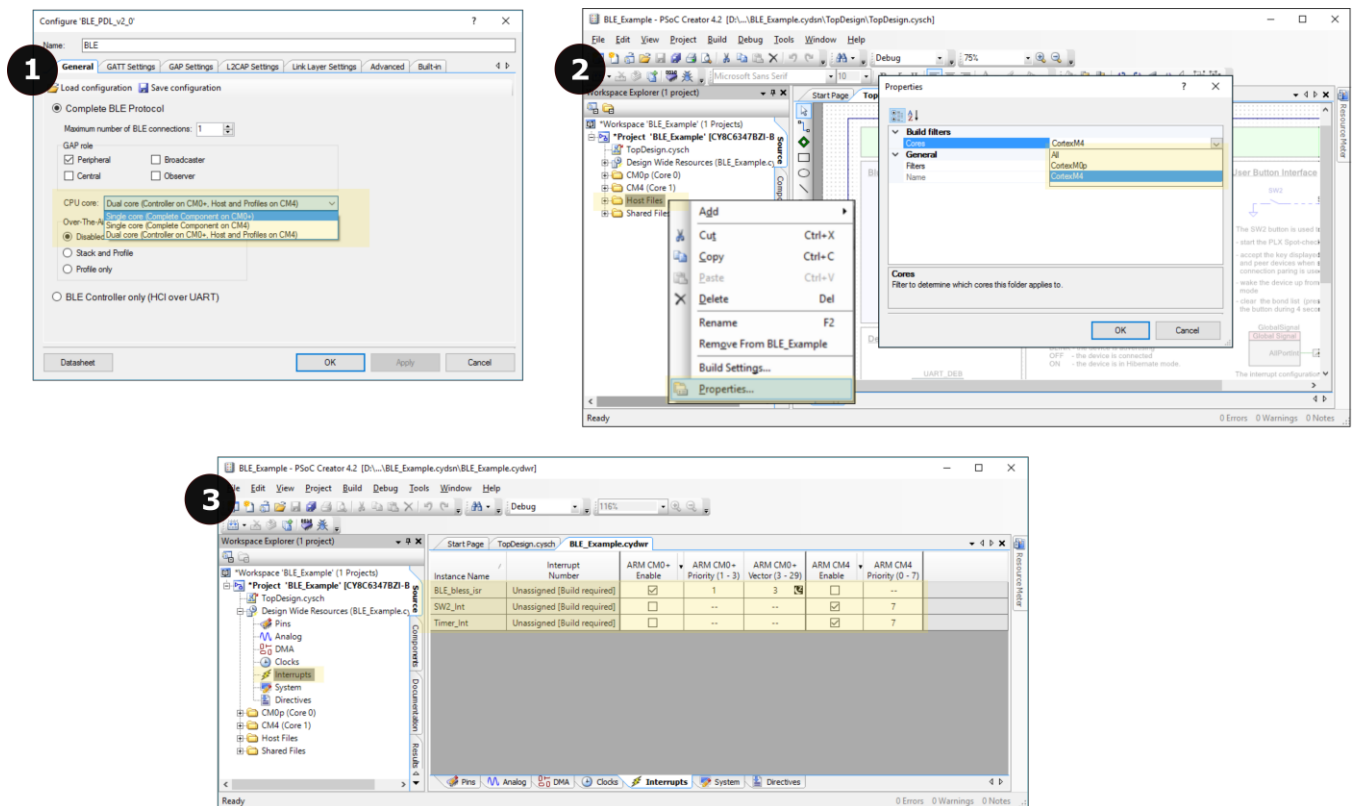 Configure 'BLE_PDL_v2_0'
? X
1
Name: BLE
General GATT Settings GAP Settings L2CAP Settings Link Layer Settings Advanced Built-in
Load configuration Save configuration
Complete BLE Protocol
Maximum number of BLE connections: 1
GAP role
Peripheral Broadcaster
Central Observer
CPU core: Dual core (Controller on CM0+, Host and Profiles on CM4)
Single core (Complete Component on CM0+)
Single core (Complete Component on CM4)
Dual core (Controller on CM0+, Host and Profiles on CM4)
Over-The-A
Disabled
Stack and Profile
Profile only
BLE Controller only (HCI over UART)
Datasheet OK Apply Cancel
2
BLE_Example - PSoC Creator 4.2 [D:\...\BLE_Example.cydsn\TopDesign\TopDesign.cysch]
File Edit View Project Build Debug Tools Window Help
Debug 75%
Microsoft Sans Serif 10
Workspace Explorer (1 project)
Start Page Top
*Workspace 'BLE_Example' (1 Projects)
*Project 'BLE_Example' [CY8C6347BZI-B
TopDesign.cysch
Design Wide Resources (BLE_Example.cy
CM0p (Core 0)
CM4 (Core 1)
Host Files
Shared Files
Source
Compo
Add
Cut Ctrl+X
Copy Ctrl+C
Paste Ctrl+V
Delete Del
Rename F2
Remove From BLE_Example
Build Settings...
Properties...
Properties
? X
Build filters
Cores CortexM4
General
Filters
Name
All
CortexM0p
CortexM4
Cores
Filter to determine which cores this folder applies to.
OK Cancel
Resource Meter
User Button Interface
SW2
The SW2 button is used
- start the PLX Spot-check
- accept the key displayed
and peer devices when
connection paring is use
- wake the device up from
mode
- clear the bond list (pres
the button during 4 secon
GlobalSignal
Global Signal
AllPortInt
The interrupt configuration
OFF - the device is connected
ON - the device is in Hibernate mode.
UART_DEB
Ready
0 Errors 0 Warnings 0 Notes
3
BLE_Example - PSoC Creator 4.2 [D:\...\BLE_Example.cydsn\BLE_Example.cydwr]
File Edit View Project Build Debug Tools Window Help
Debug 116%
Workspace Explorer (1 project)
Start Page TopDesign.cysch BLE_Example.cydwr
*Workspace 'BLE_Example' (1 Projects)
*Project 'BLE_Example' [CY8C6347BZI-B
TopDesign.cysch
Design Wide Resources (BLE_Example.cy
Pins
Analog
DMA
Clocks
Interrupts
System
Directives
CM0p (Core 0)
CM4 (Core 1)
Host Files
Shared Files
Source
Components
Documentation
Results
Instance Name Interrupt Number ARM CM0+ Enable ARM CM0+ Priority (1 - 3) ARM CM0+ Vector (3 - 29) ARM CM4 Enable ARM CM4 Priority (0 - 7)
BLE_bless_isr Unassigned [Build required] 1 3 --
SW2_Int Unassigned [Build required] -- -- 7
Timer_Int Unassigned [Build required] -- -- 7
Resource Meter
Pins Analog DMA Clocks Interrupts System Directives
Ready
0 Errors 0 Warnings 0 Notes